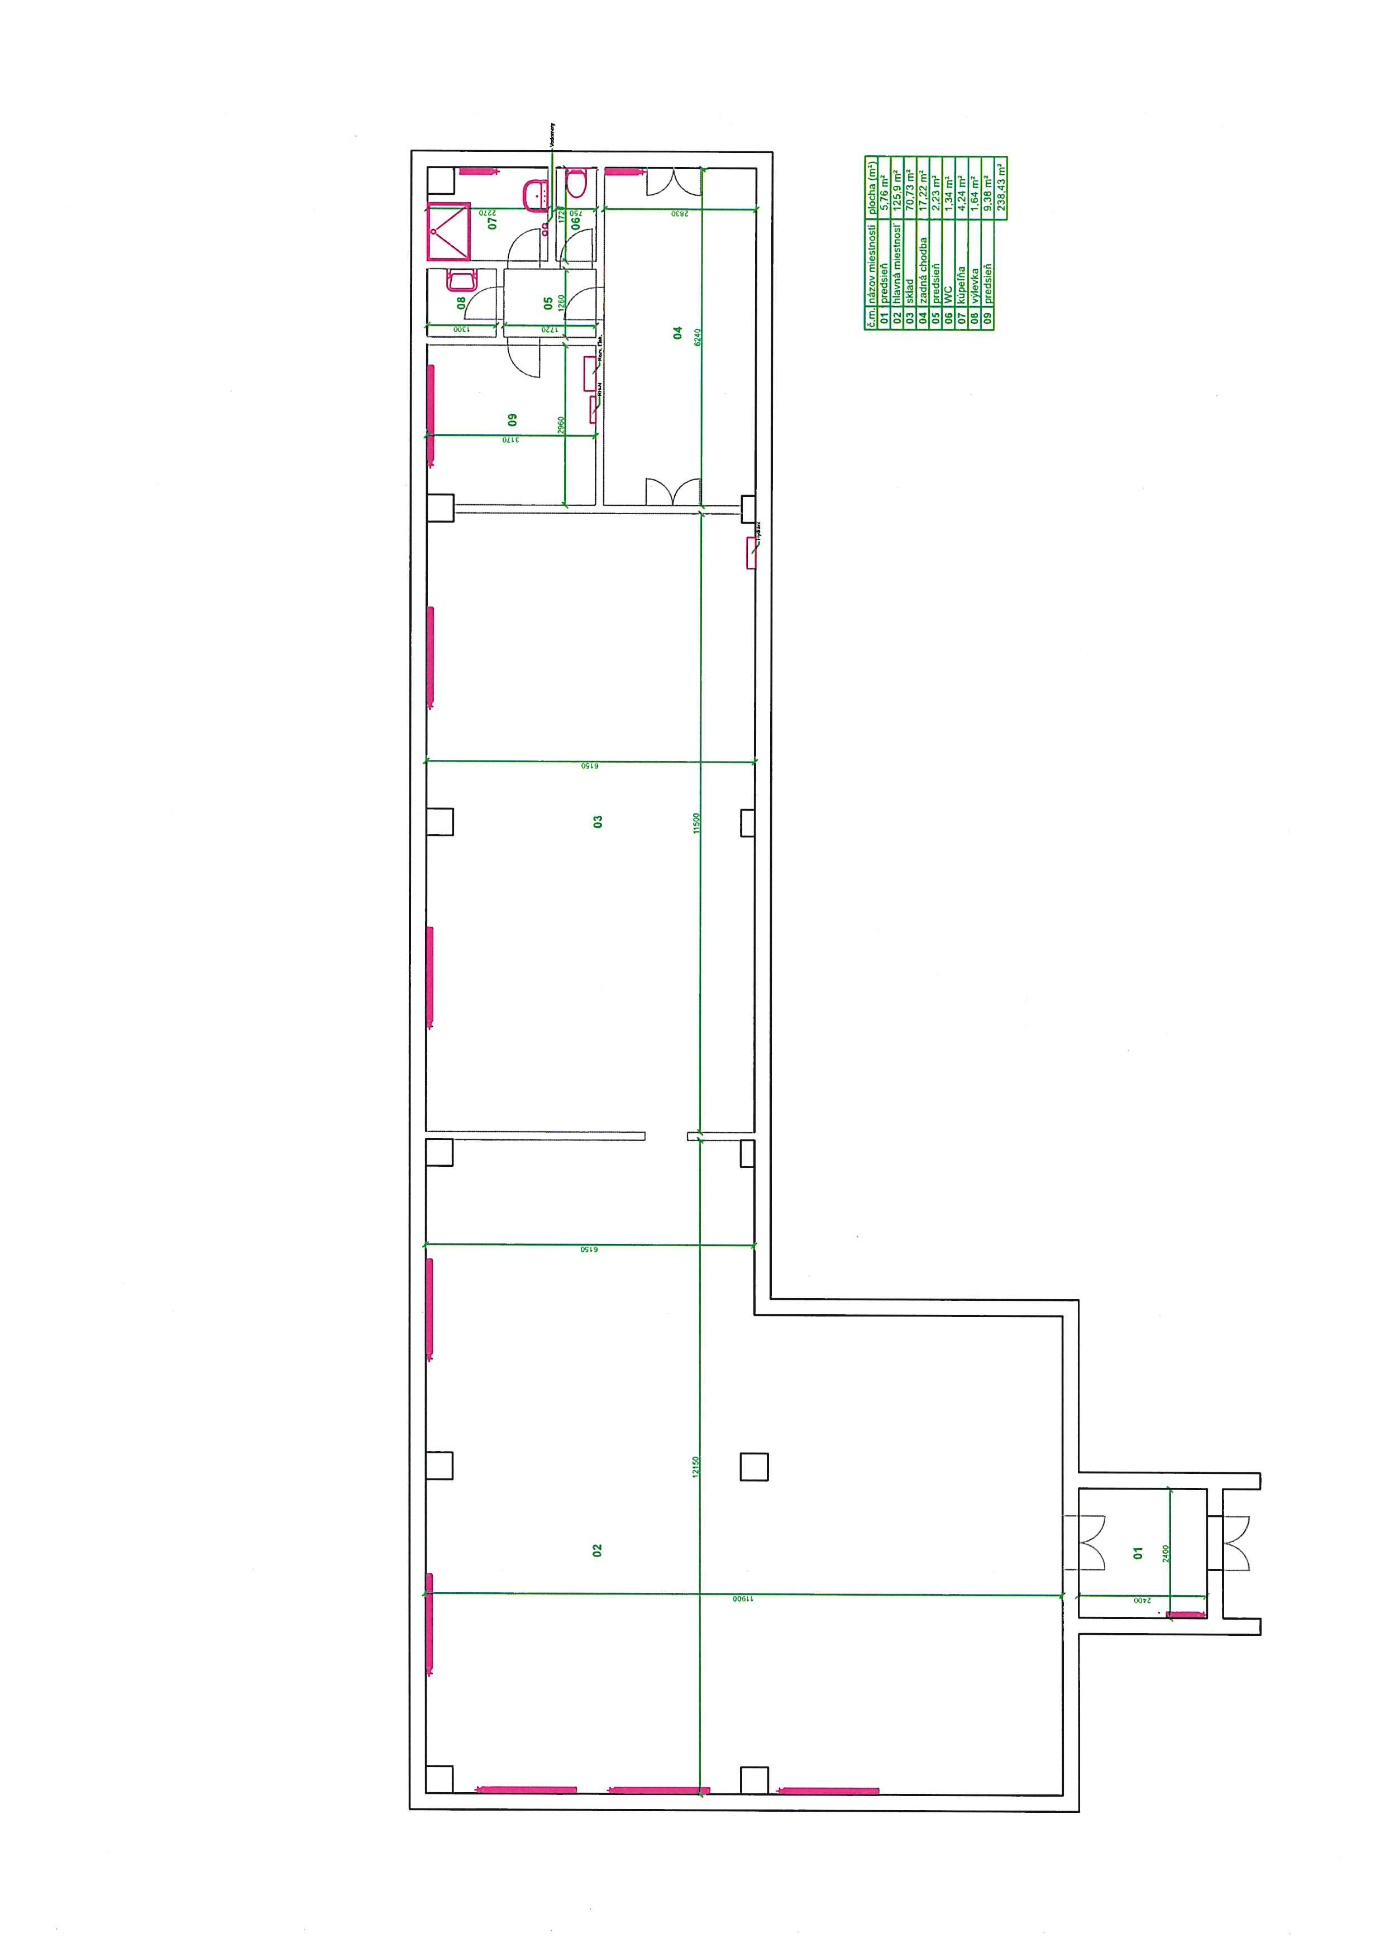 č.m. názov miestnosti plocha (m²)
01 predsieň 5,76 m²
02 hlavná miestnosť 125,9 m²
03 sklad 70,73 m²
04 zadná chodba 17,22 m²
05 predsieň 2,23 m²
06 WC 1,34 m²
07 kúpeľňa 4,24 m²
08 výlevka 1,64 m²
09 predsieň 9,38 m²
238,43 m²
2270
07
750
06
2830
08
1300
05
1260
1720
04
6240
09
3170
2960
6150
03
11500
6150
12150
02
11900
01
2400
2400